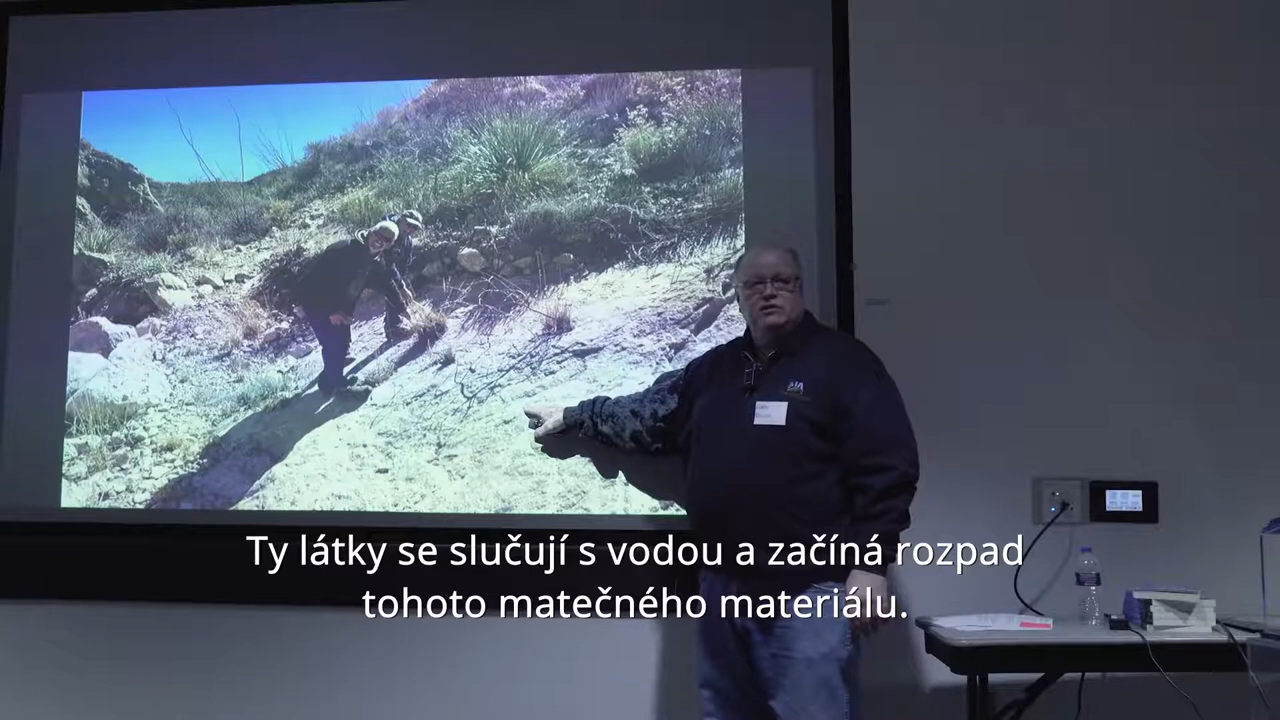 Ty látky se slučují s vodou a začíná rozpad
tohoto matečného materiálu.